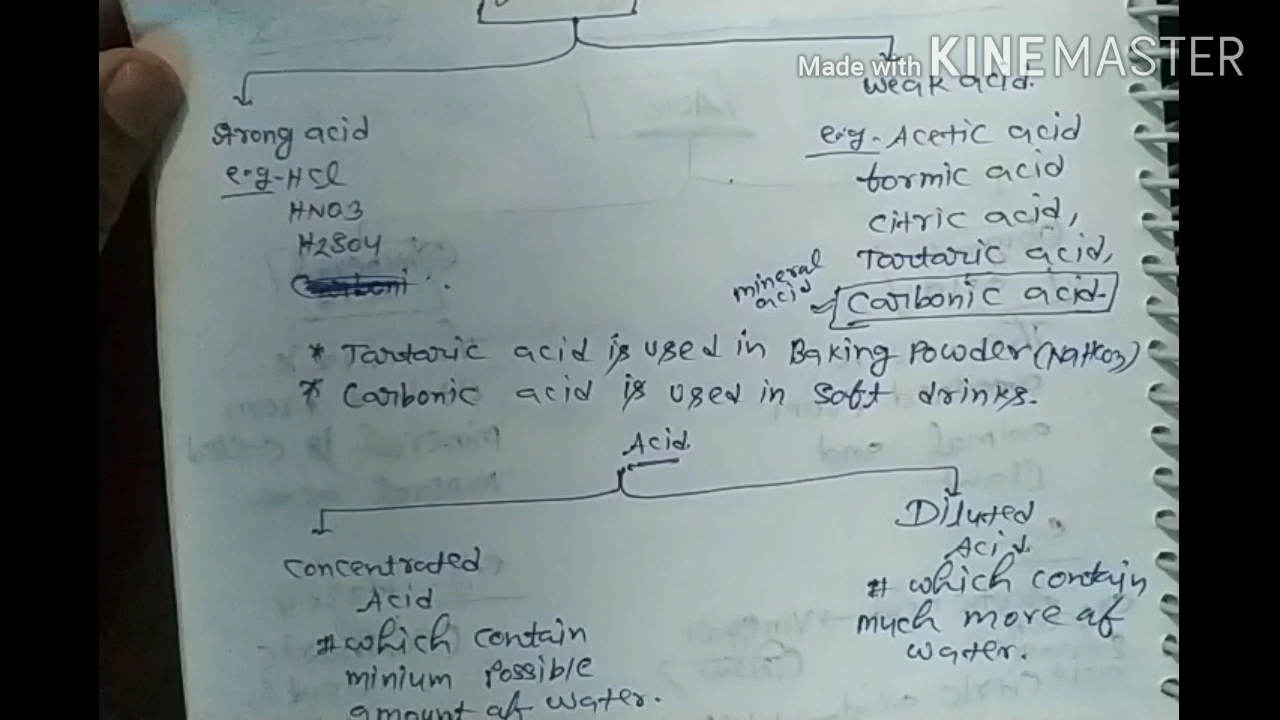 Made with KINEMASTER
weak acid.
strong acid
e.g-HCl
HNO3
H2SO4
e.g.-Acetic acid
formic acid
citric acid,
Tartaric acid,
mineral
acid
Carbonic acid-
* Tartaric acid is used in Baking Powder (NaHCO3)
* Carbonic acid is used in soft drinks.
Acid.
concentrated
Acid
# which contain
minium possible
amount of water.
Diluted
Acid.
# which contain
much more of
water.